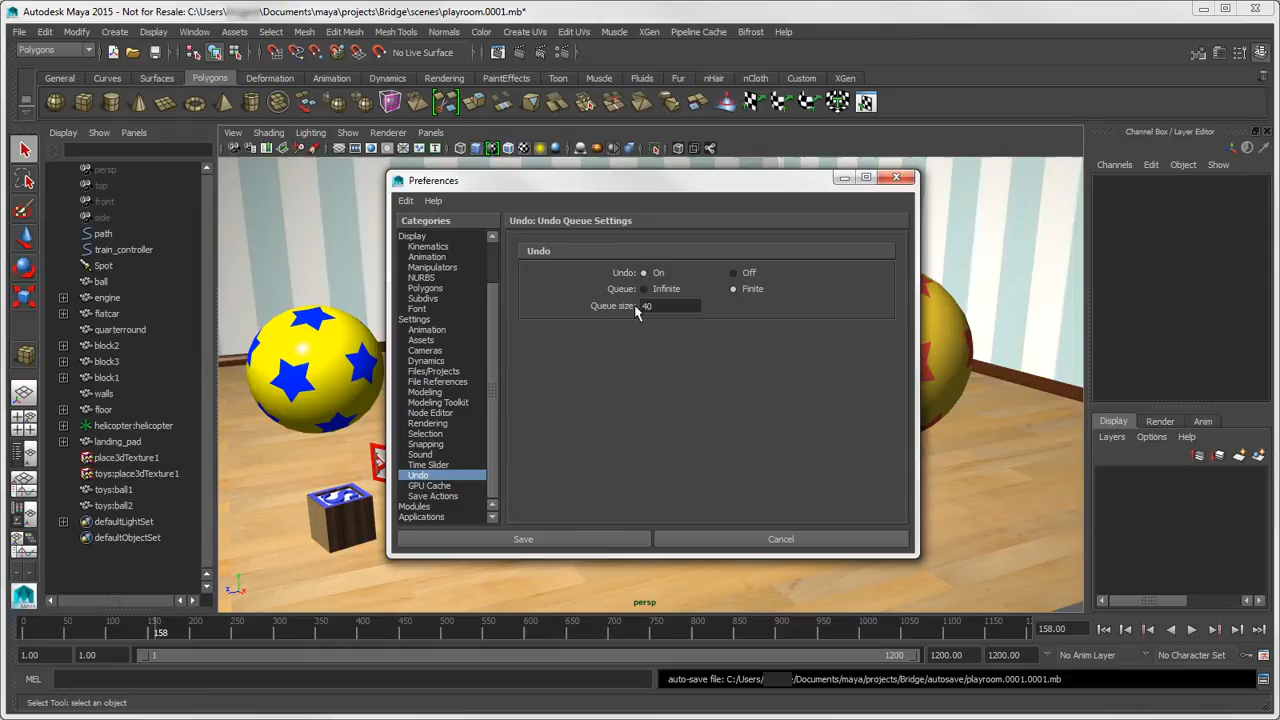 Autodesk Maya 2015 - Not for Resale: C:\Users\ \Documents\maya\projects\Bridge\scenes\playroom.0001.mb*
File Edit Modify Create Display Window Assets Select Mesh Edit Mesh Mesh Tools Normals Color Create UVs Edit UVs Muscle XGen Pipeline Cache Bifrost Help
Polygons No Live Surface
General Curves Surfaces Polygons Deformation Animation Dynamics Rendering PaintEffects Toon Muscle Fluids Fur nHair nCloth Custom XGen
Display Show Panels
persp
top
front
side
path
train_controller
Spot
ball
engine
flatcar
quarterround
block2
block3
block1
walls
floor
helicopter:helicopter
landing_pad
place3dTexture1
toys:place3dTexture1
toys:ball1
toys:ball2
defaultLightSet
defaultObjectSet
View Shading Lighting Show Renderer Panels
Preferences
Edit Help
Categories
Display
Kinematics
Animation
Manipulators
NURBS
Polygons
Subdivs
Font
Settings
Animation
Assets
Cameras
Dynamics
Files/Projects
File References
Modeling
Modeling Toolkit
Node Editor
Rendering
Selection
Snapping
Sound
Time Slider
Undo
GPU Cache
Save Actions
Modules
Applications
Undo: Undo Queue Settings
Undo
Undo: On Off
Queue: Infinite Finite
Queue size: 40
Save Cancel
persp
Channel Box / Layer Editor
Channels Edit Object Show
Display Render Anim
Layers Options Help
0 50 100 150 200 250 300 350 400 450 500 550 600 650 700 750 800 850 900 950 1000 1050 1100 1150 12
158
158.00
1.00 1.00 1 1200 1200.00 1200.00 No Anim Layer No Character Set
MEL auto-save file: C:/Users/ /Documents/maya/projects/Bridge/autosave/playroom.0001.0001.mb
Select Tool: select an object